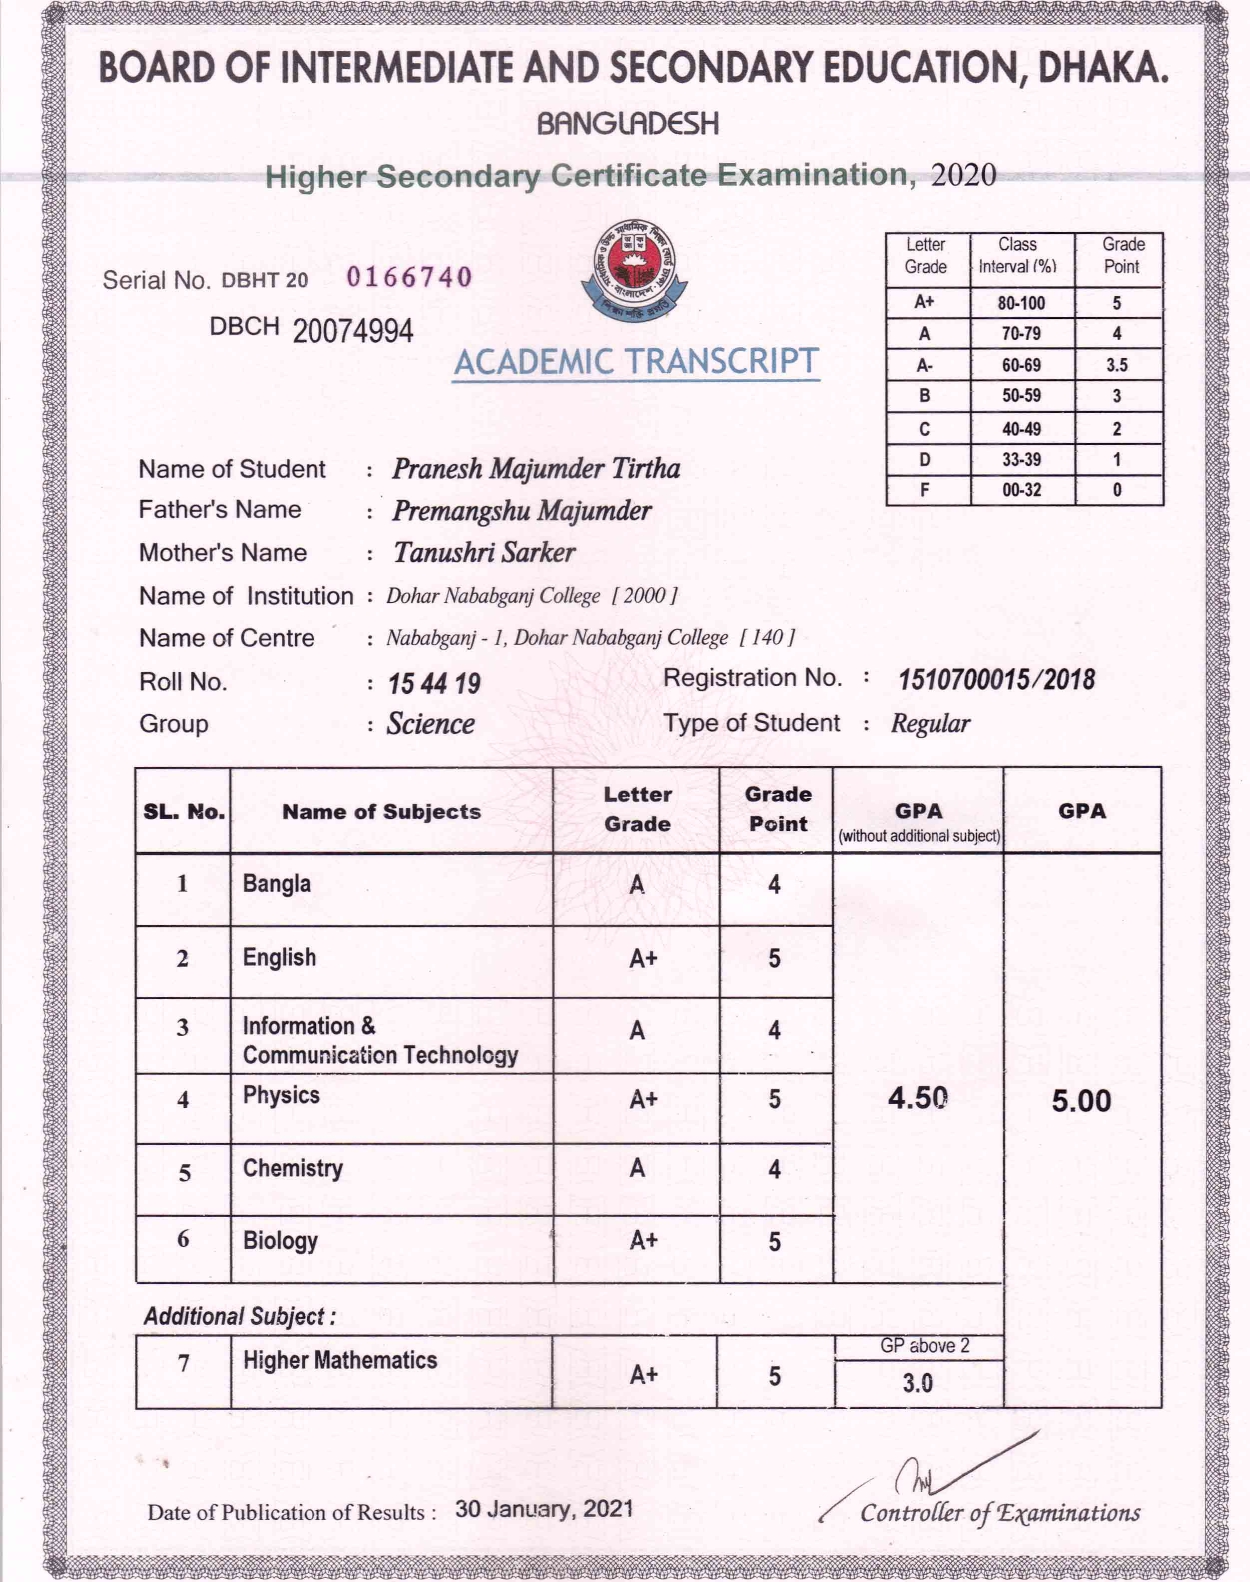 BOARD OF INTERMEDIATE AND SECONDARY EDUCATION, DHAKA.
BANGLADESH
Higher Secondary Certificate Examination, 2020
Serial No. DBHT 20 0166740
DBCH 20074994
ACADEMIC TRANSCRIPT
Letter Grade Class Interval (%) Grade Point
A+ 80-100 5
A 70-79 4
A- 60-69 3.5
B 50-59 3
C 40-49 2
D 33-39 1
F 00-32 0
Name of Student : Pranesh Majumder Tirtha
Father's Name : Premangshu Majumder
Mother's Name : Tanushri Sarker
Name of Institution : Dohar Nababganj College [ 2000 ]
Name of Centre : Nababganj - 1, Dohar Nababganj College [ 140 ]
Roll No. : 15 44 19 Registration No. : 1510700015/2018
Group : Science Type of Student : Regular
SL. No. Name of Subjects Letter Grade Grade Point GPA (without additional subject) GPA
1 Bangla A 4
2 English A+ 5
3 Information &
Communication Technology A 4
4 Physics A+ 5 4.50 5.00
5 Chemistry A 4
6 Biology A+ 5
Additional Subject :
7 Higher Mathematics A+ 5 GP above 2
3.0
Date of Publication of Results : 30 January, 2021
Controller of Examinations